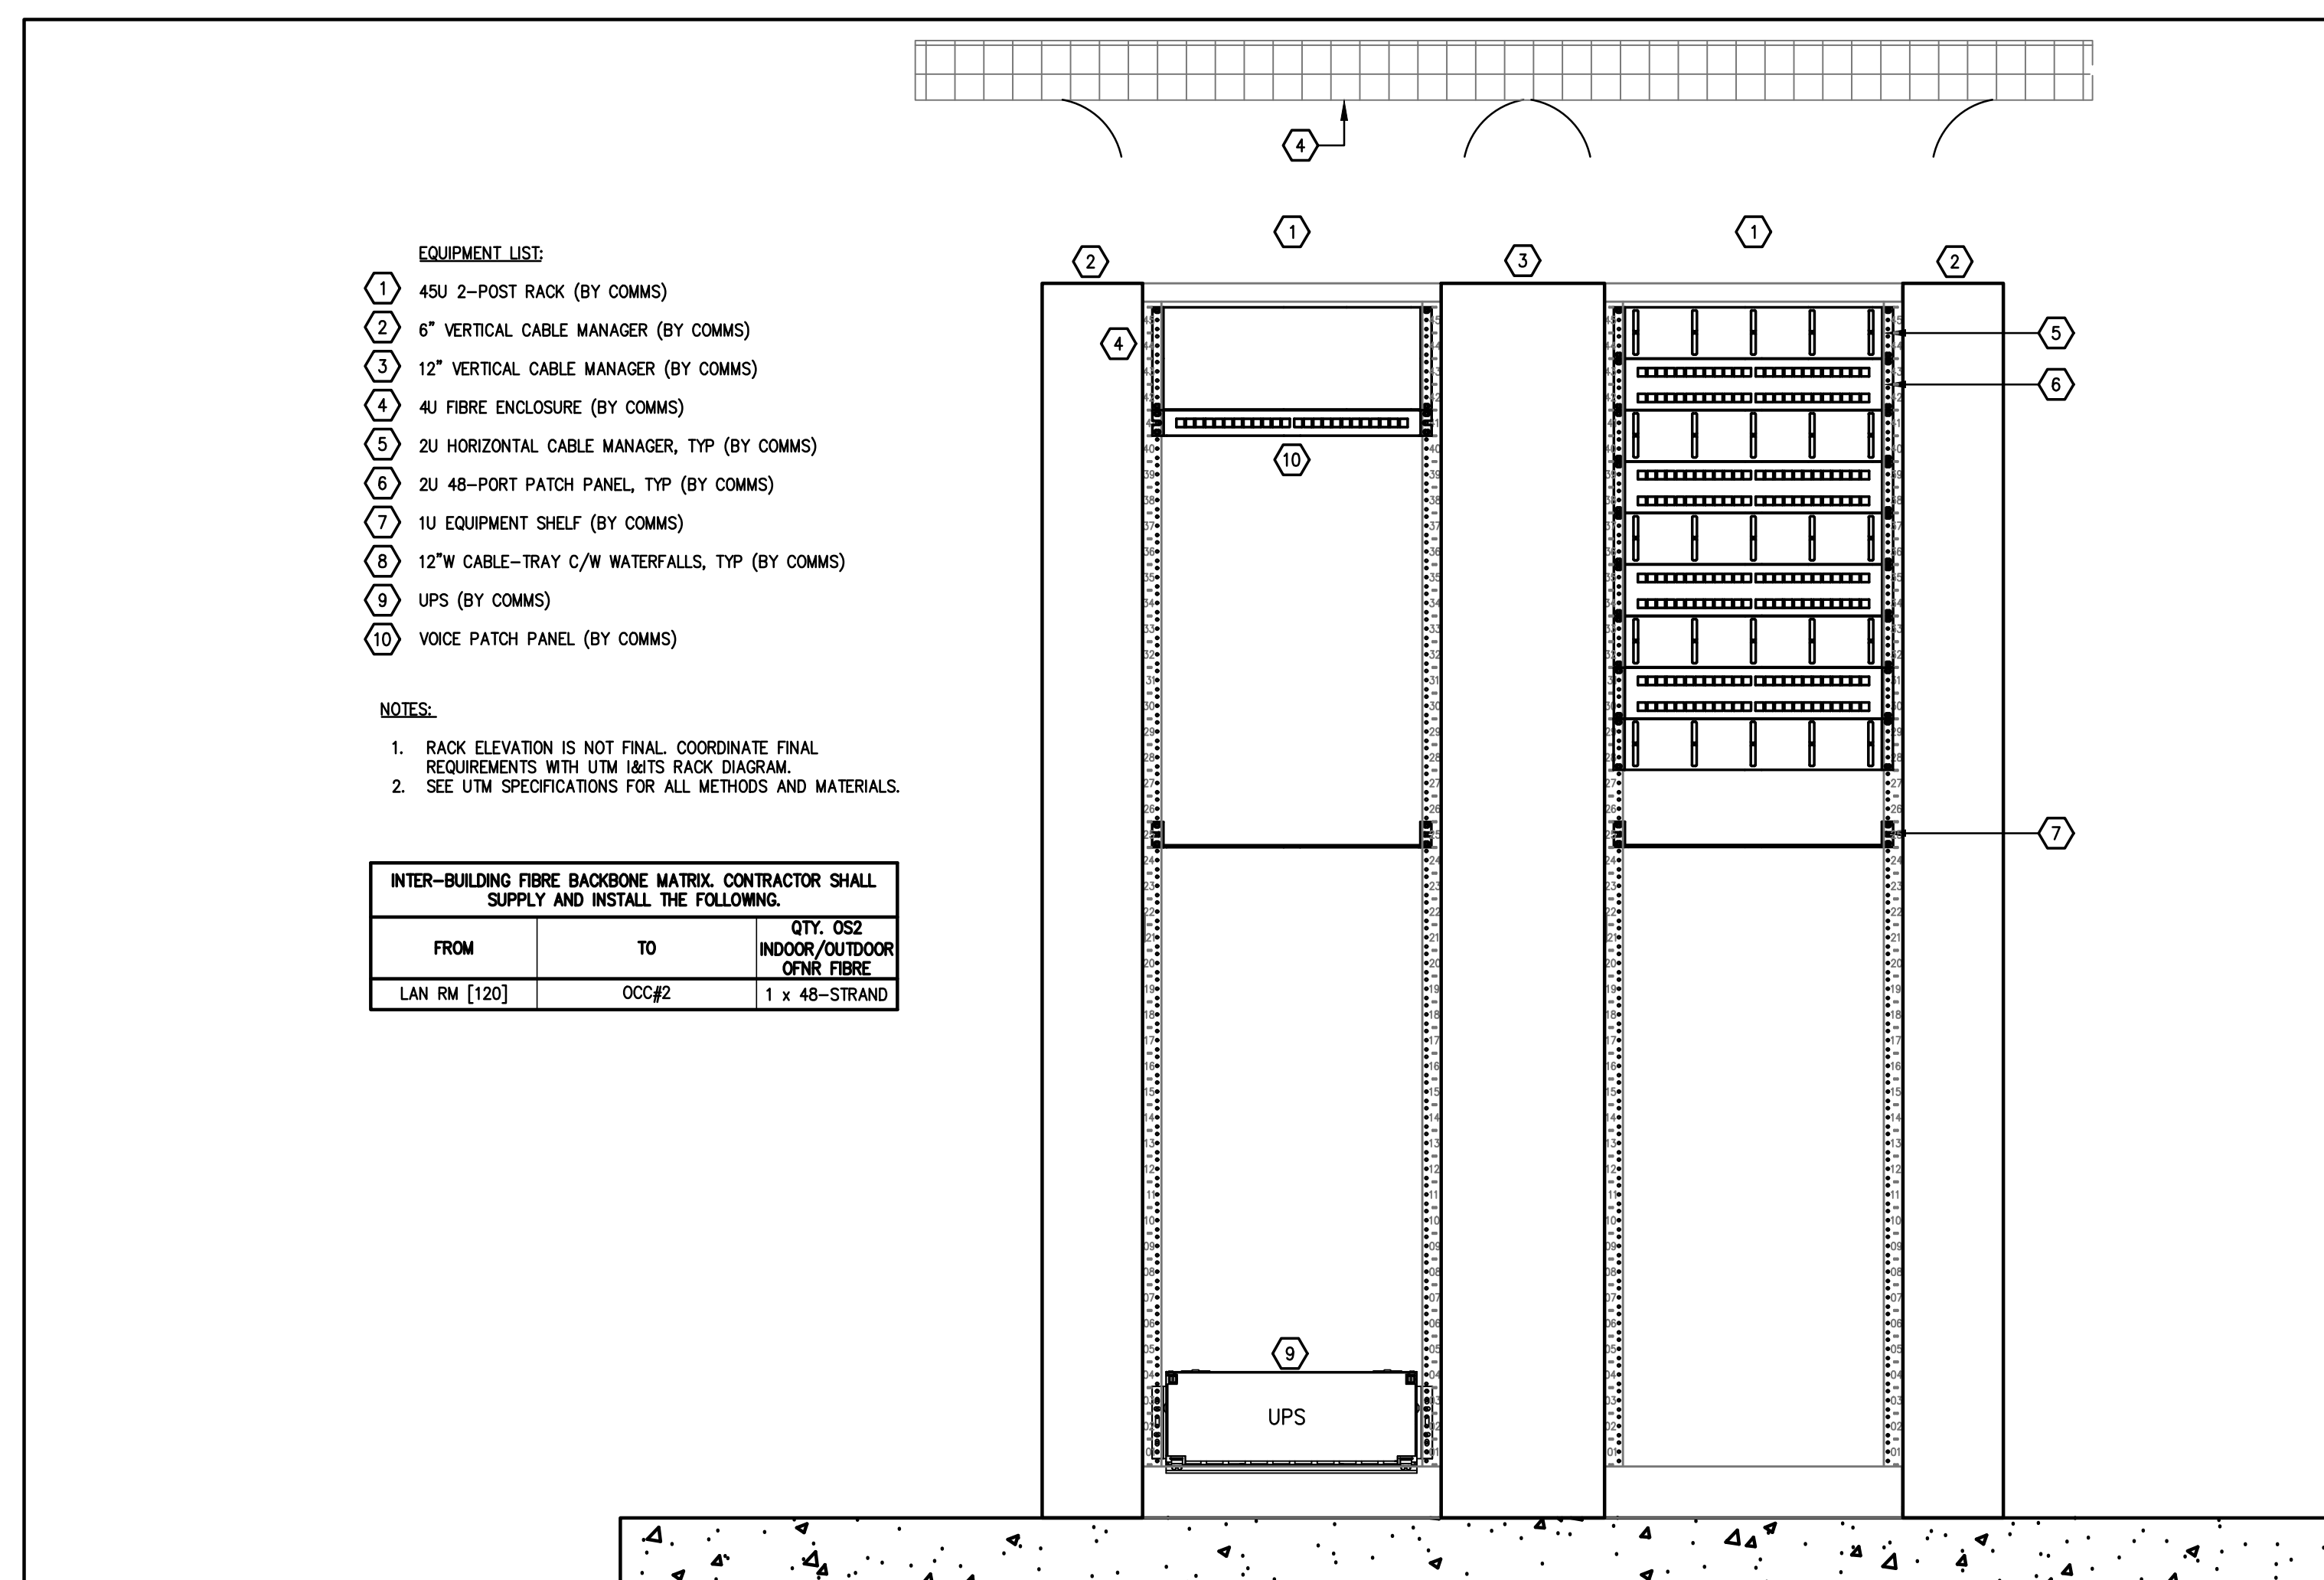 4
1
1
2
3
2
EQUIPMENT LIST:
1 45U 2-POST RACK (BY COMMS)
2 6" VERTICAL CABLE MANAGER (BY COMMS)
3 12" VERTICAL CABLE MANAGER (BY COMMS)
4 4U FIBRE ENCLOSURE (BY COMMS)
5 2U HORIZONTAL CABLE MANAGER, TYP (BY COMMS)
6 2U 48-PORT PATCH PANEL, TYP (BY COMMS)
7 1U EQUIPMENT SHELF (BY COMMS)
8 12"W CABLE-TRAY C/W WATERFALLS, TYP (BY COMMS)
9 UPS (BY COMMS)
10 VOICE PATCH PANEL (BY COMMS)
NOTES:
1. RACK ELEVATION IS NOT FINAL. COORDINATE FINAL
REQUIREMENTS WITH UTM I&ITS RACK DIAGRAM.
2. SEE UTM SPECIFICATIONS FOR ALL METHODS AND MATERIALS.
INTER-BUILDING FIBRE BACKBONE MATRIX. CONTRACTOR SHALL
SUPPLY AND INSTALL THE FOLLOWING.
FROM
TO
QTY. OS2
INDOOR/OUTDOOR
OFNR FIBRE
LAN RM [120]
OCC#2
1 x 48-STRAND
4
10
5
6
7
9
UPS